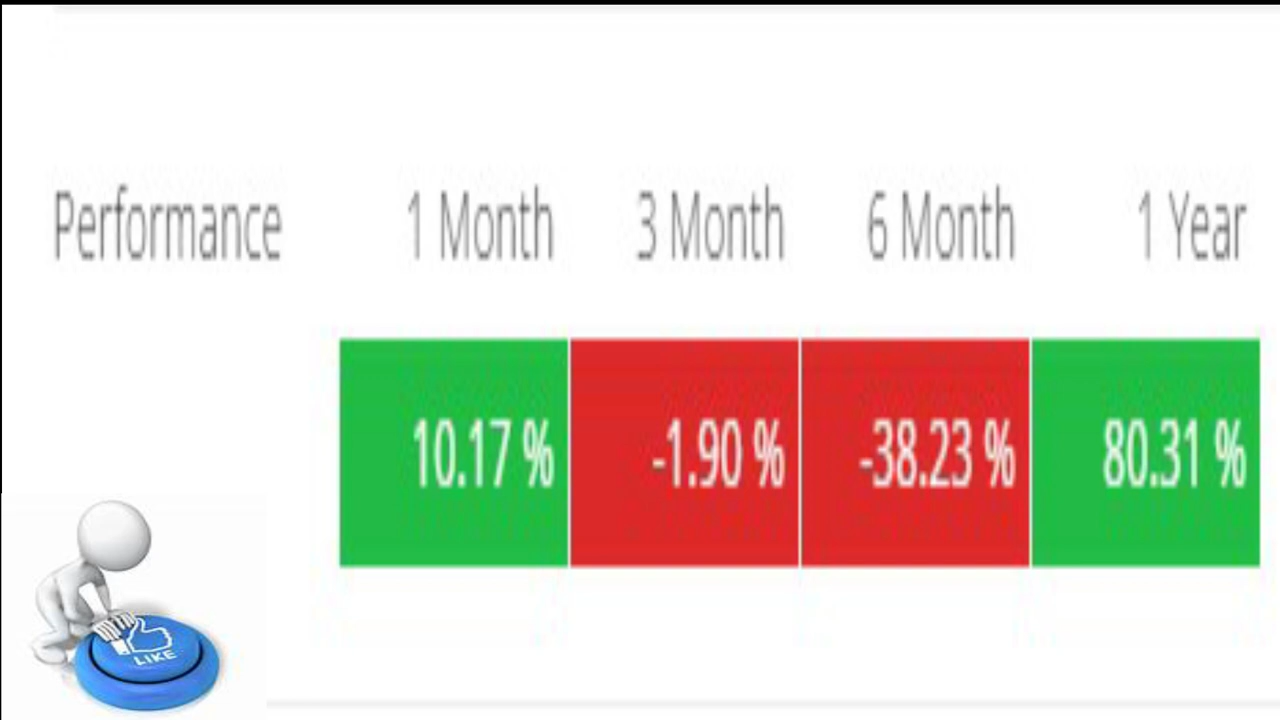 Performance 1 Month 3 Month 6 Month 1 Year
10.17 % -1.90 % -38.23 % 80.31 %
LIKE